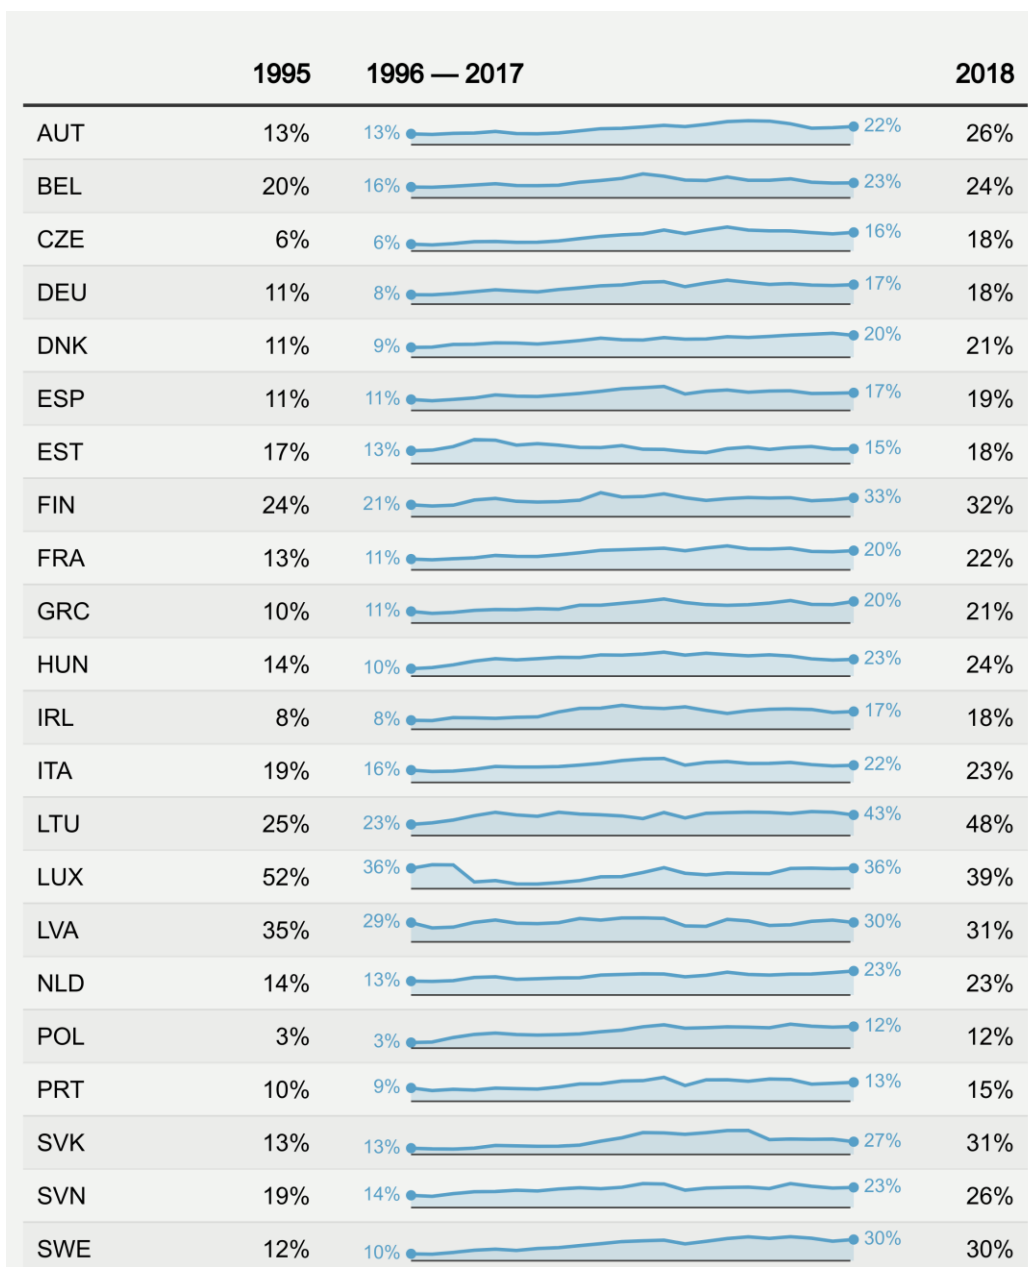 1995 1996 — 2017 2018
AUT 13% 13% 22% 26%
BEL 20% 16% 23% 24%
CZE 6% 6% 16% 18%
DEU 11% 8% 17% 18%
DNK 11% 9% 20% 21%
ESP 11% 11% 17% 19%
EST 17% 13% 15% 18%
FIN 24% 21% 33% 32%
FRA 13% 11% 20% 22%
GRC 10% 11% 20% 21%
HUN 14% 10% 23% 24%
IRL 8% 8% 17% 18%
ITA 19% 16% 22% 23%
LTU 25% 23% 43% 48%
LUX 52% 36% 36% 39%
LVA 35% 29% 30% 31%
NLD 14% 13% 23% 23%
POL 3% 3% 12% 12%
PRT 10% 9% 13% 15%
SVK 13% 13% 27% 31%
SVN 19% 14% 23% 26%
SWE 12% 10% 30% 30%